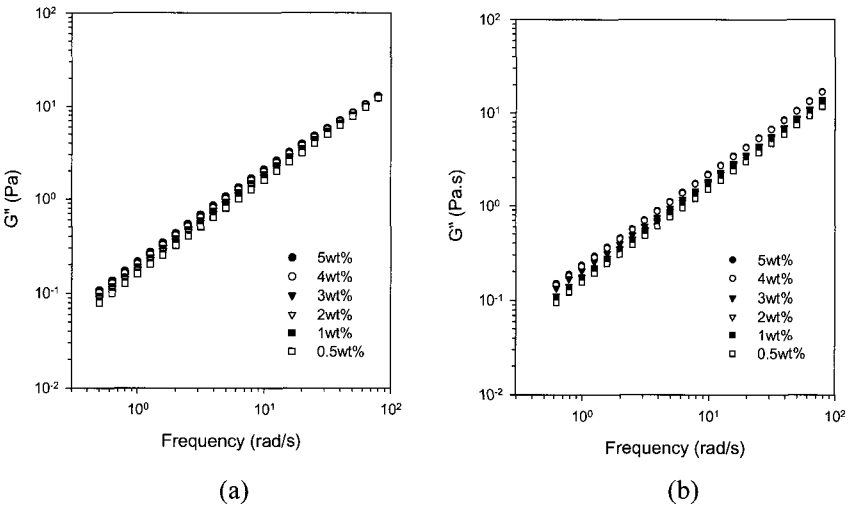 10²
10¹
10⁰
10⁻¹
10⁻²
G" (Pa)
5wt%
4wt%
3wt%
2wt%
1wt%
0.5wt%
10⁰
10¹
10²
Frequency (rad/s)
(a)
10²
10¹
10⁰
10⁻¹
10⁻²
G" (Pa.s)
5wt%
4wt%
3wt%
2wt%
1wt%
0.5wt%
10⁰
10¹
10²
Frequency (rad/s)
(b)